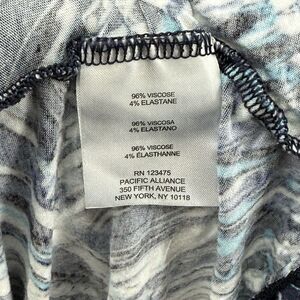 96% VISCOSE
4% ELASTANE
96% VISCOSA
4% ELASTANO
96% VISCOSE
4% ÉLASTHANNE
RN 123475
PACIFIC ALLIANCE
350 FIFTH AVENUE
NEW YORK, NY 10118